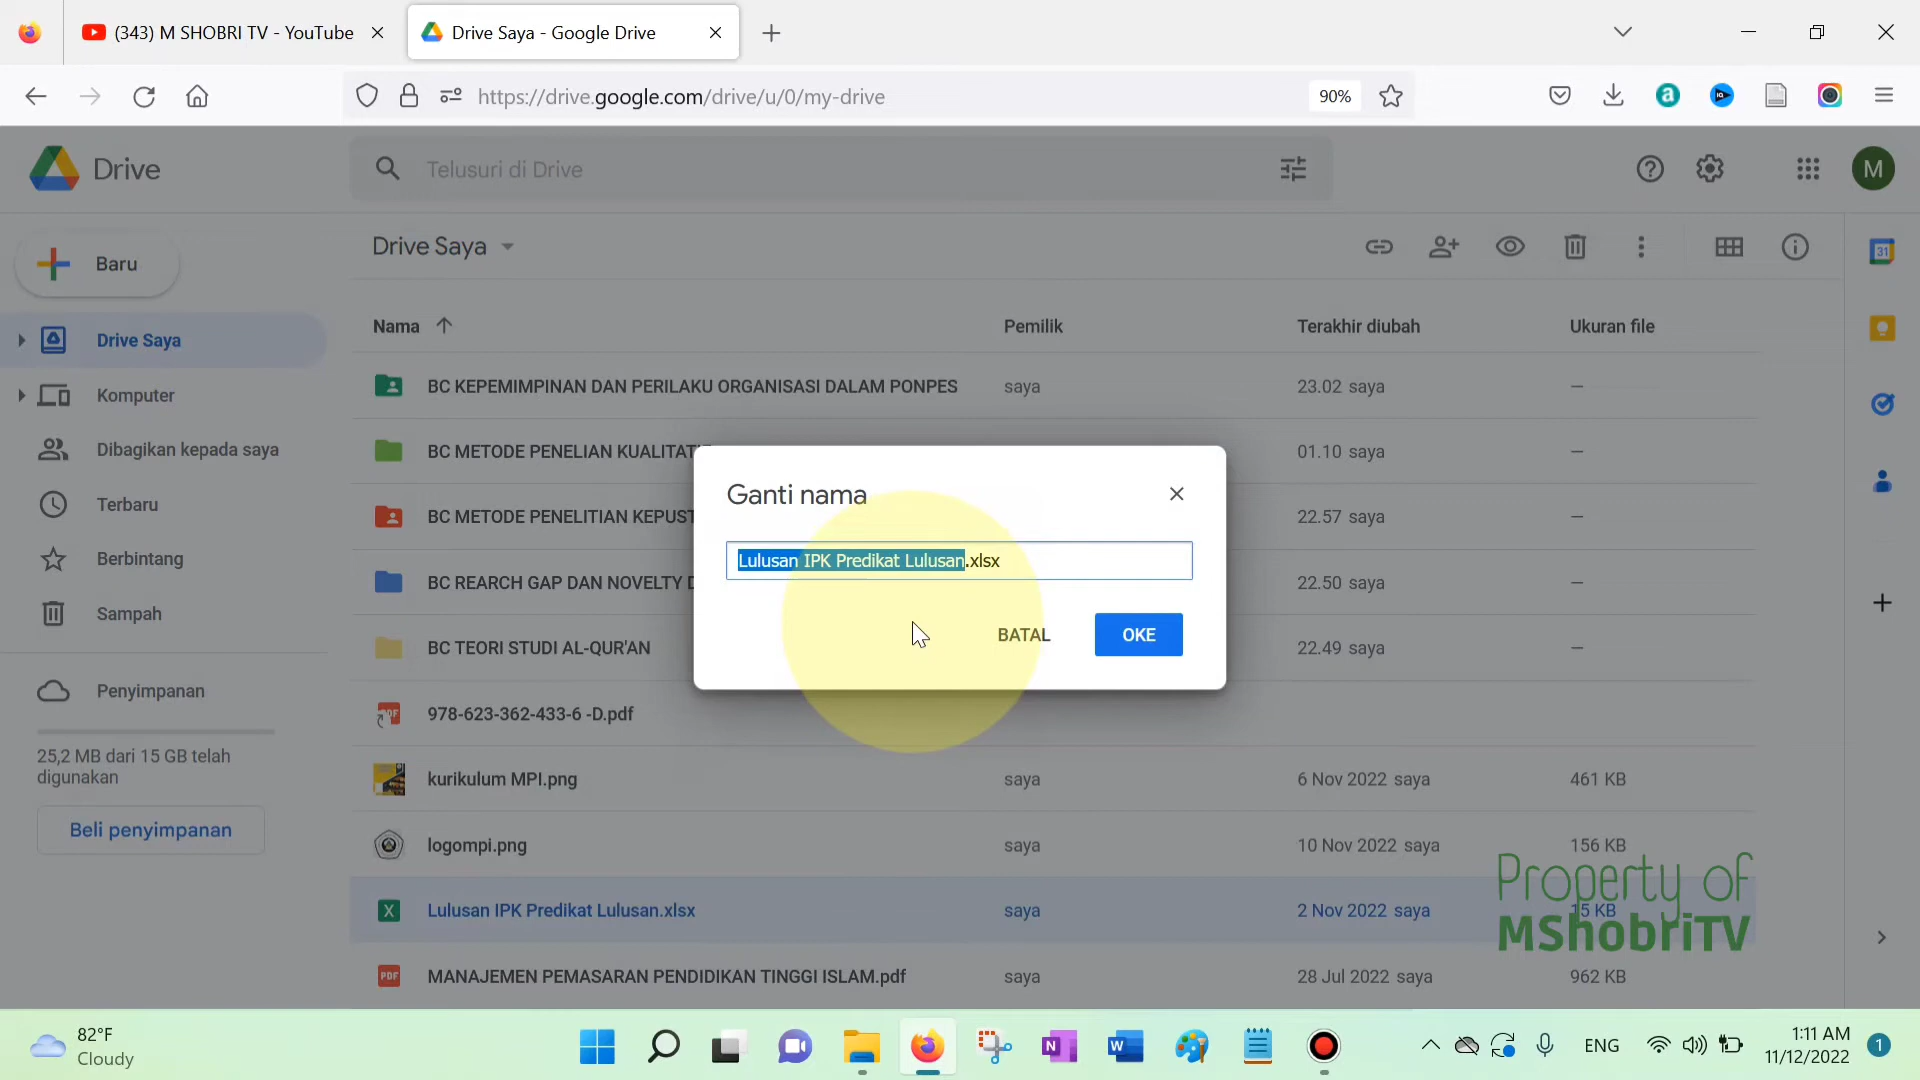 (343) M SHOBRI TV - YouTube
Drive Saya - Google Drive
https://drive.google.com/drive/u/0/my-drive
90%
Drive
Telusuri di Drive
M
Baru
Drive Saya
31
Drive Saya
Komputer
Dibagikan kepada saya
Terbaru
Berbintang
Sampah
Penyimpanan
25,2 MB dari 15 GB telah
digunakan
Beli penyimpanan
Nama Pemilik Terakhir diubah Ukuran file
BC KEPEMIMPINAN DAN PERILAKU ORGANISASI DALAM PONPES saya 23.02 saya –
BC METODE PENELIAN KUALITAT 01.10 saya –
BC METODE PENELITIAN KEPUST 22.57 saya –
BC REARCH GAP DAN NOVELTY 22.50 saya –
BC TEORI STUDI AL-QUR'AN 22.49 saya –
PDF 978-623-362-433-6 -D.pdf
kurikulum MPI.png saya 6 Nov 2022 saya 461 KB
logompi.png saya 10 Nov 2022 saya 156 KB
X Lulusan IPK Predikat Lulusan.xlsx saya 2 Nov 2022 saya 15 KB
PDF MANAJEMEN PEMASARAN PENDIDIKAN TINGGI ISLAM.pdf saya 28 Jul 2022 saya 962 KB
Ganti nama
Lulusan IPK Predikat Lulusan.xlsx
BATAL OKE
Property of
MShobriTV
82°F
Cloudy
N
W
ENG
1:11 AM
11/12/2022
1